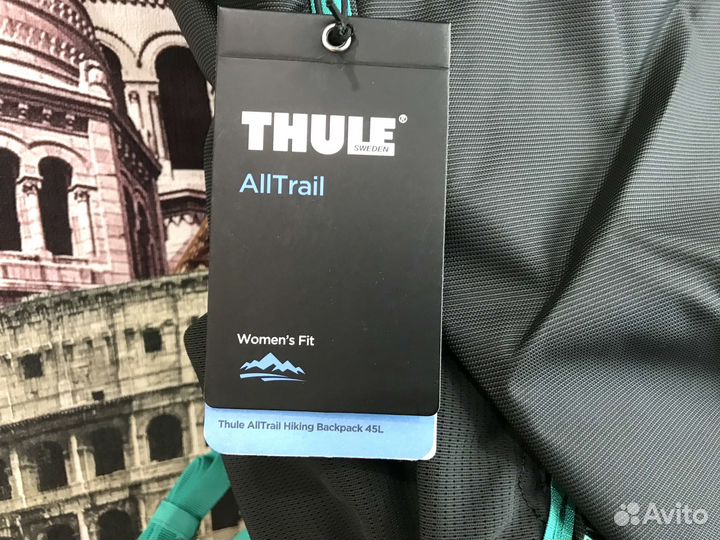 THULE®
SWEDEN
AllTrail
Women's Fit
Thule AllTrail Hiking Backpack 45L
Avito